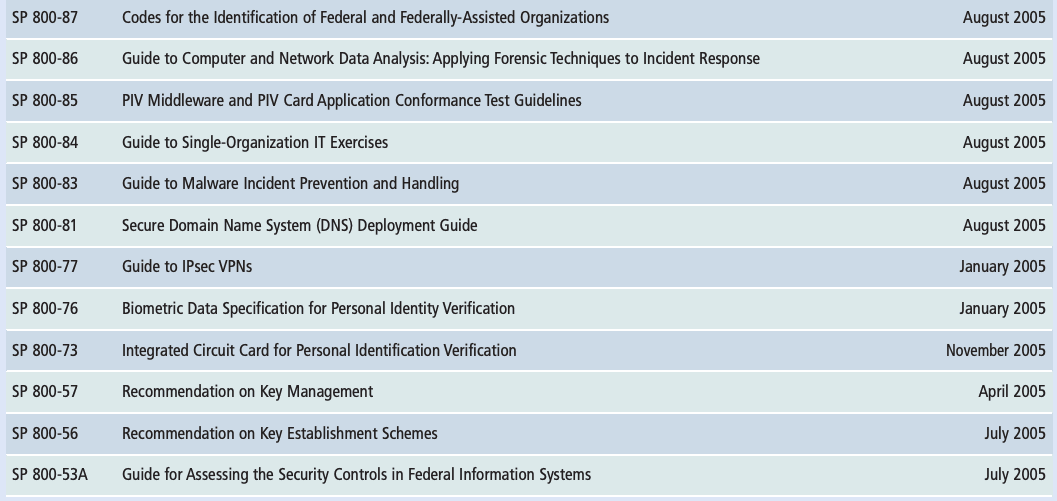 SP 800-87 Codes for the Identification of Federal and Federally-Assisted Organizations August 2005
SP 800-86 Guide to Computer and Network Data Analysis: Applying Forensic Techniques to Incident Response August 2005
SP 800-85 PIV Middleware and PIV Card Application Conformance Test Guidelines August 2005
SP 800-84 Guide to Single-Organization IT Exercises August 2005
SP 800-83 Guide to Malware Incident Prevention and Handling August 2005
SP 800-81 Secure Domain Name System (DNS) Deployment Guide August 2005
SP 800-77 Guide to IPsec VPNs January 2005
SP 800-76 Biometric Data Specification for Personal Identity Verification January 2005
SP 800-73 Integrated Circuit Card for Personal Identification Verification November 2005
SP 800-57 Recommendation on Key Management April 2005
SP 800-56 Recommendation on Key Establishment Schemes July 2005
SP 800-53A Guide for Assessing the Security Controls in Federal Information Systems July 2005